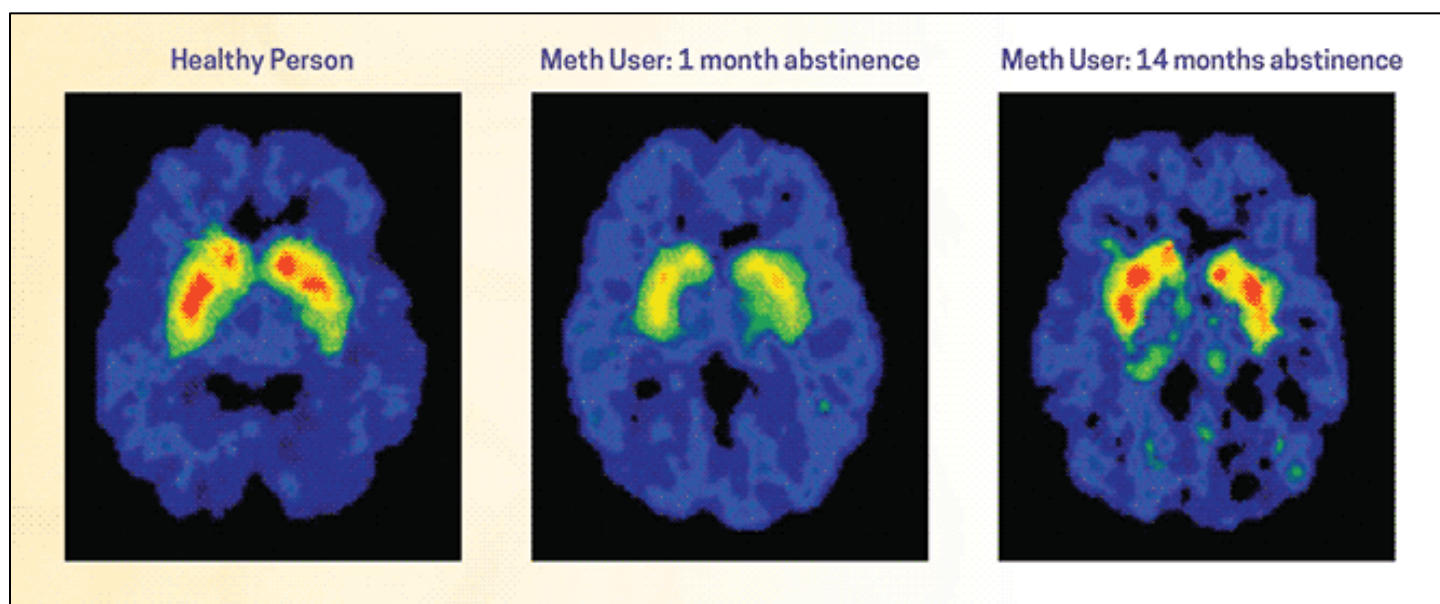 Healthy Person
Meth User: 1 month abstinence
Meth User: 14 months abstinence